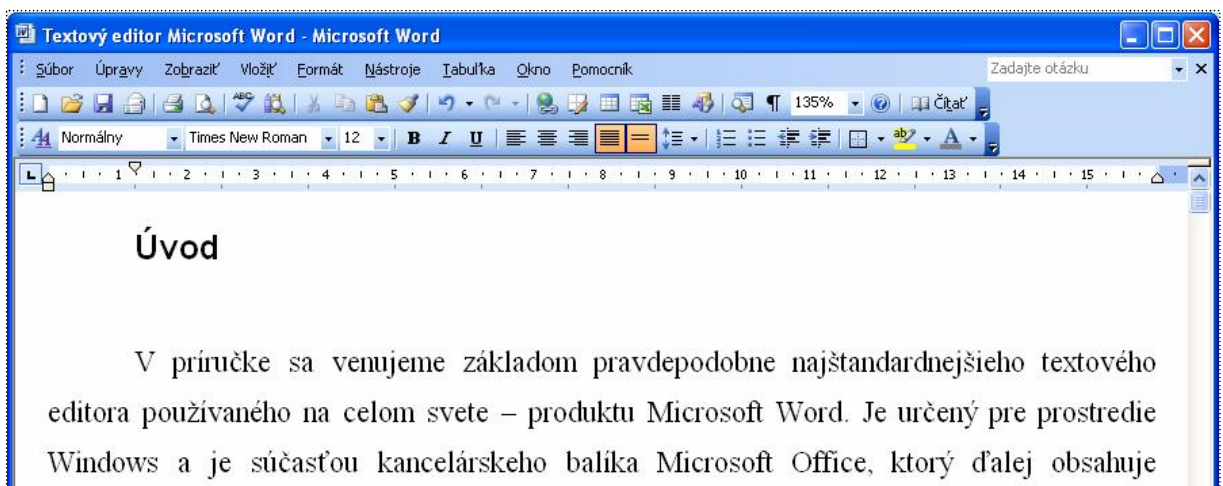 Textový editor Microsoft Word - Microsoft Word
Súbor Úpravy Zobraziť Vložiť Formát Nástroje Tabuľka Okno Pomocník Zadajte otázku
135% Čítať
Normálny Times New Roman 12 B I U
1 2 3 4 5 6 7 8 9 10 11 12 13 14 15
Úvod
V príručke sa venujeme základom pravdepodobne najštandardnejšieho textového
editora používaného na celom svete – produktu Microsoft Word. Je určený pre prostredie
Windows a je súčasťou kancelárskeho balíka Microsoft Office, ktorý ďalej obsahuje